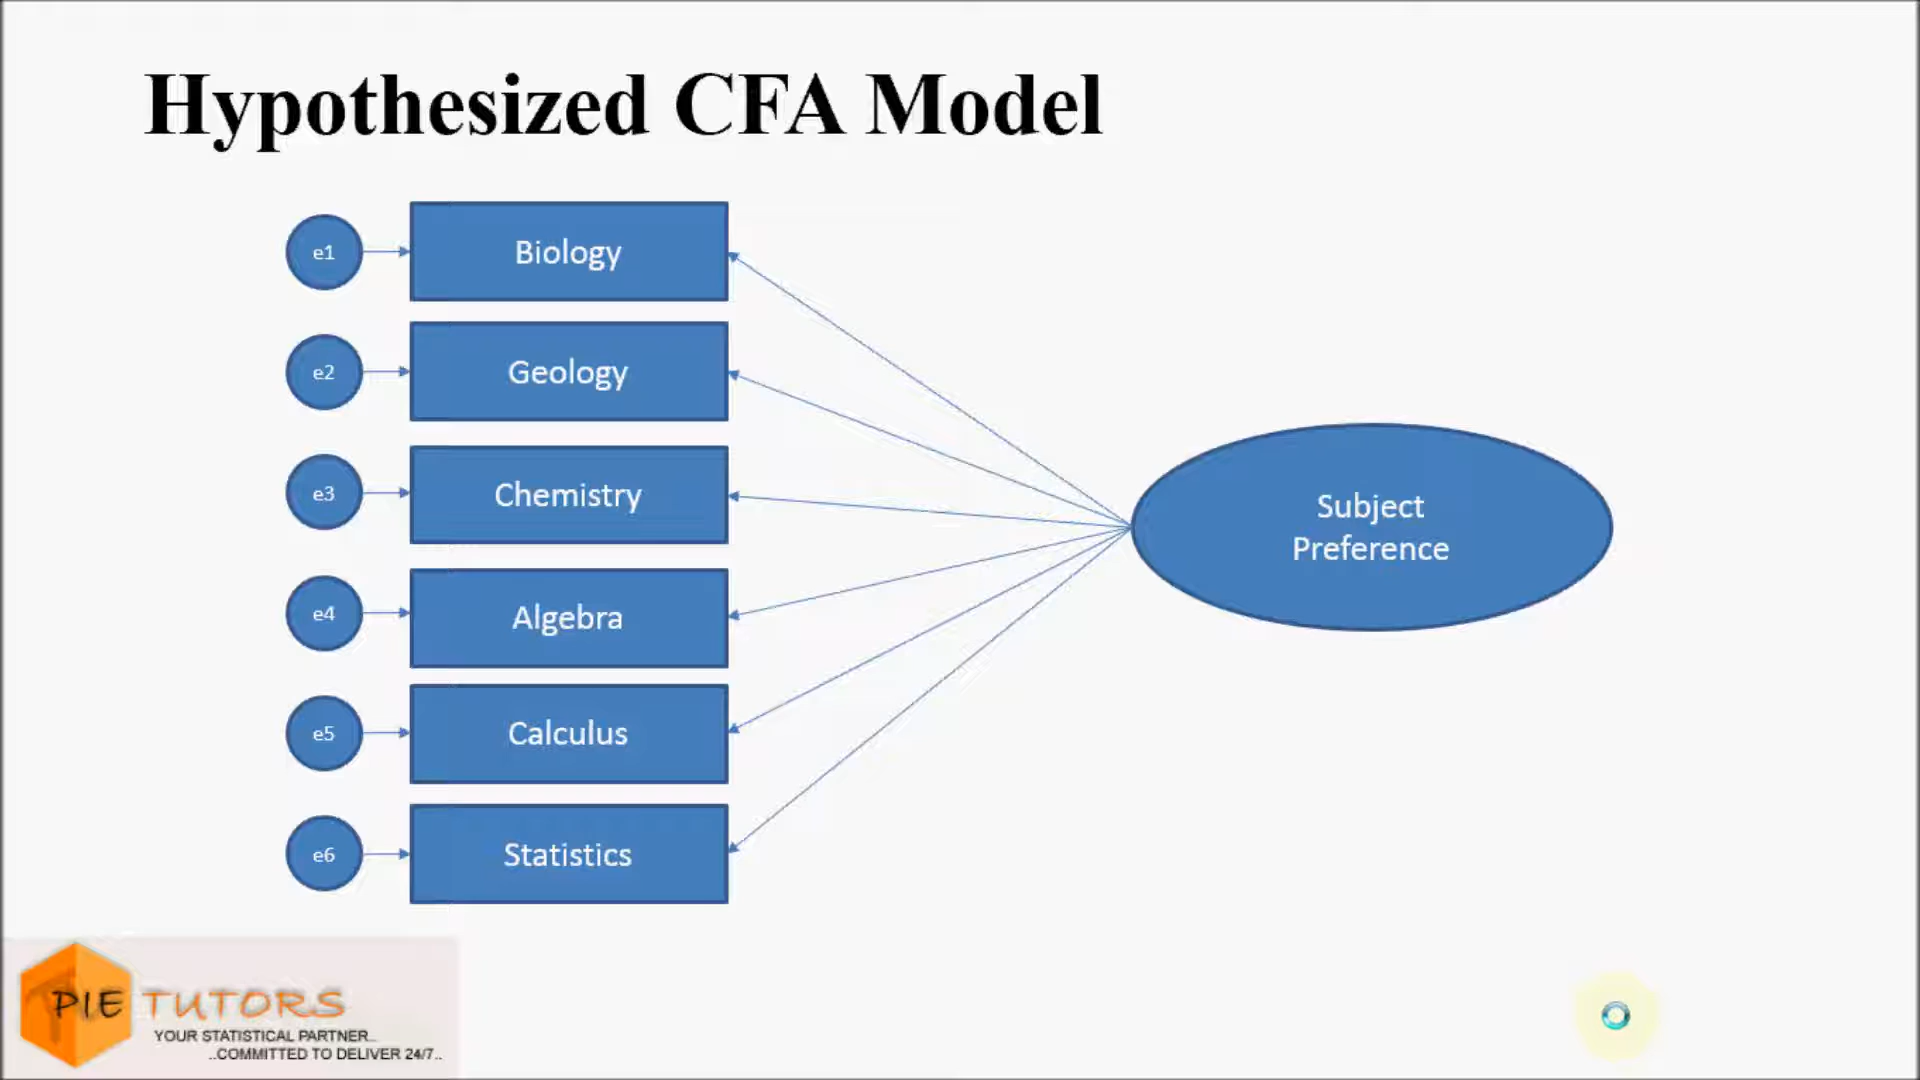 Hypothesized CFA Model
e1
Biology
e2
Geology
e3
Chemistry
e4
Algebra
e5
Calculus
e6
Statistics
Subject
Preference
PIE TUTORS
YOUR STATISTICAL PARTNER..
..COMMITTED TO DELIVER 24/7..